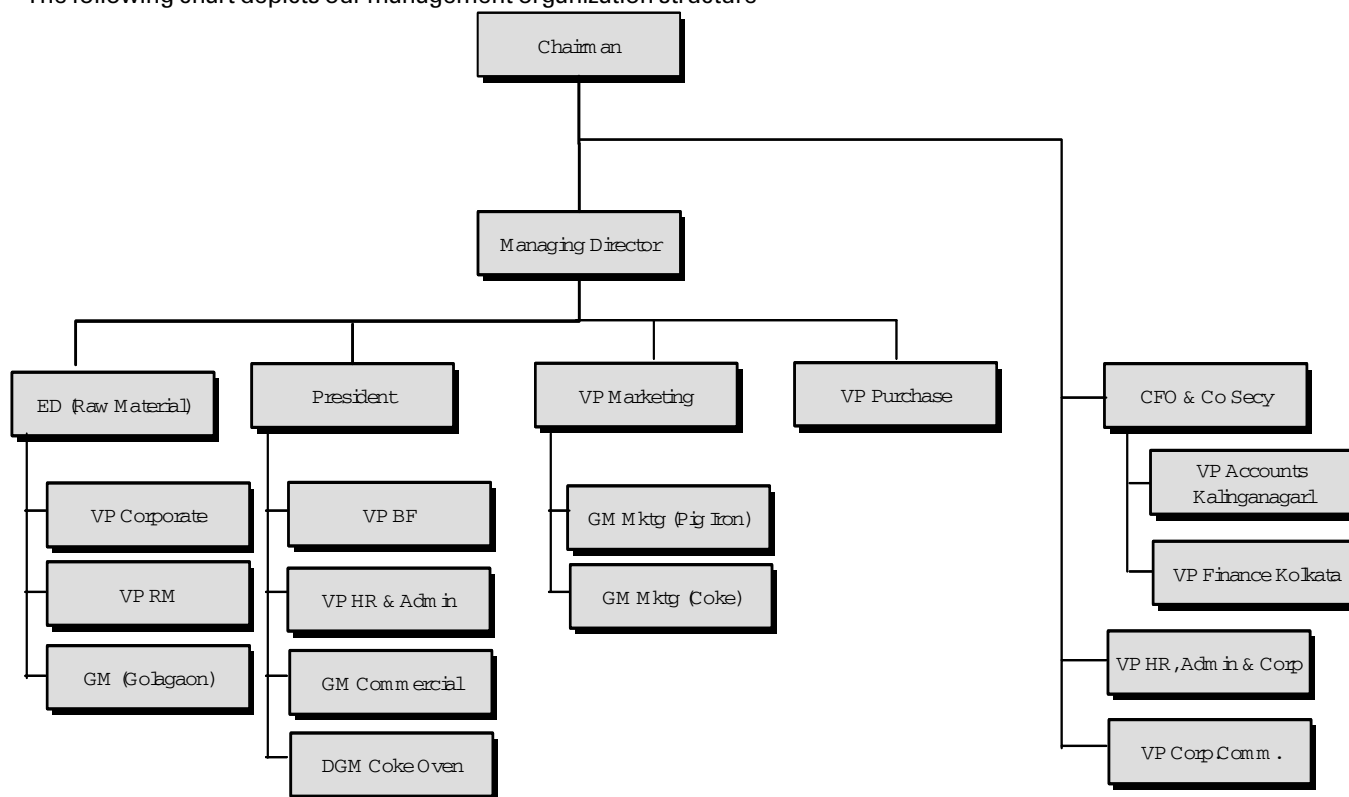 The following chart depicts our management organization structure
Chairman
Managing Director
ED (Raw Material)
President
VP Marketing
VP Purchase
CFO & Co Secy
VP Corporate
VP RM
GM (Golagaon)
VP BF
VP HR & Admin
GM Commercial
DGM Coke Oven
GM Mktg (Pig Iron)
GM Mktg (Coke)
VP Accounts
Kalinganagarl
VP Finance Kolkata
VP HR, Admin & Corp
VP Corp.Comm.